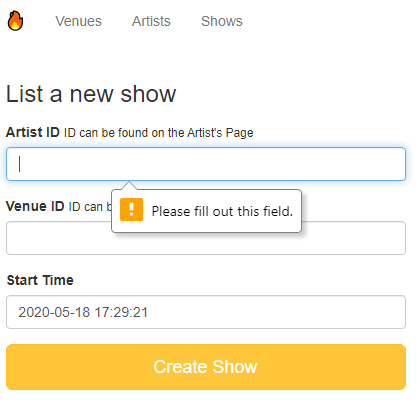 Venues Artists Shows
List a new show
Artist ID ID can be found on the Artist's Page
Please fill out this field.
Venue ID ID can
Start Time
2020-05-18 17:29:21
Create Show